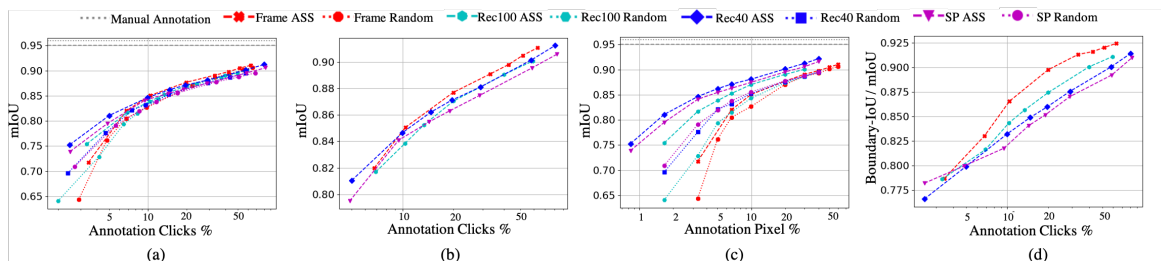 Manual Annotation Frame ASS Frame Random Rec100 ASS Rec100 Random Rec40 ASS Rec40 Random SP ASS SP Random
mIoU
0.95
0.90
0.85
0.80
0.75
0.70
0.65
5 10 20 50
Annotation Clicks %
(a)
mIoU
0.90
0.88
0.86
0.84
0.82
0.80
10 20 50
Annotation Clicks %
(b)
mIoU
0.95
0.90
0.85
0.80
0.75
0.70
0.65
1 2 5 10 20 50
Annotation Pixel %
(c)
Boundary-IoU / mIoU
0.925
0.900
0.875
0.850
0.825
0.800
0.775
5 10 20 50
Annotation Clicks %
(d)